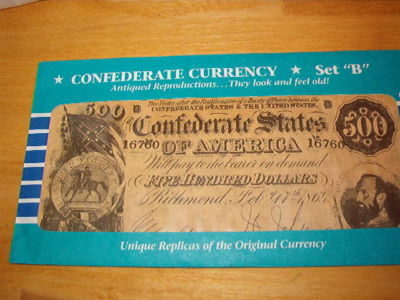 ★ CONFEDERATE CURRENCY ★ Set "B"
Antiqued Reproductions... They look and feel old!
Two Years after the Ratification of a Treaty of Peace between the
CONFEDERATE STATES & THE UNITED STATES,
500 Confederate States 500
16760 OF AMERICA 16760
Will pay to the bearer on demand
FIVE HUNDRED DOLLARS
Richmond, Feb 17th 186
Unique Replicas of the Original Currency